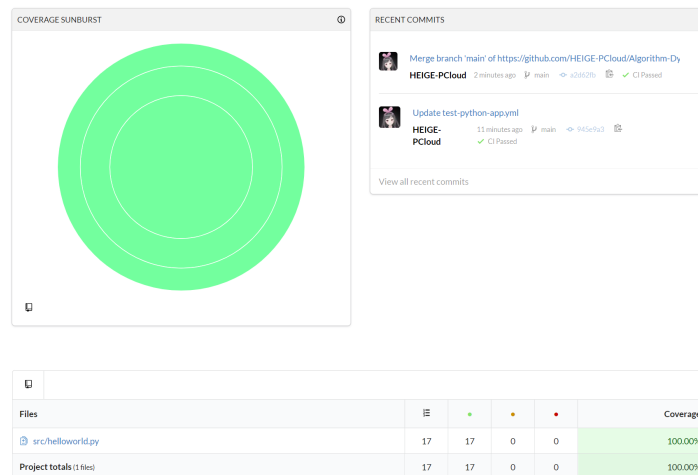 COVERAGE SUNBURST
RECENT COMMITS
Merge branch 'main' of https://github.com/HEIGE-PCloud/Algorithm-Dy
HEIGE-PCloud 2 minutes ago main a2d62fb CI Passed
Update test-python-app.yml
HEIGE-PCloud 11 minutes ago main 945e9a3
CI Passed
View all recent commits
Files Coverage
src/helloworld.py 17 17 0 0 100.00%
Project totals (1 files) 17 17 0 0 100.00%